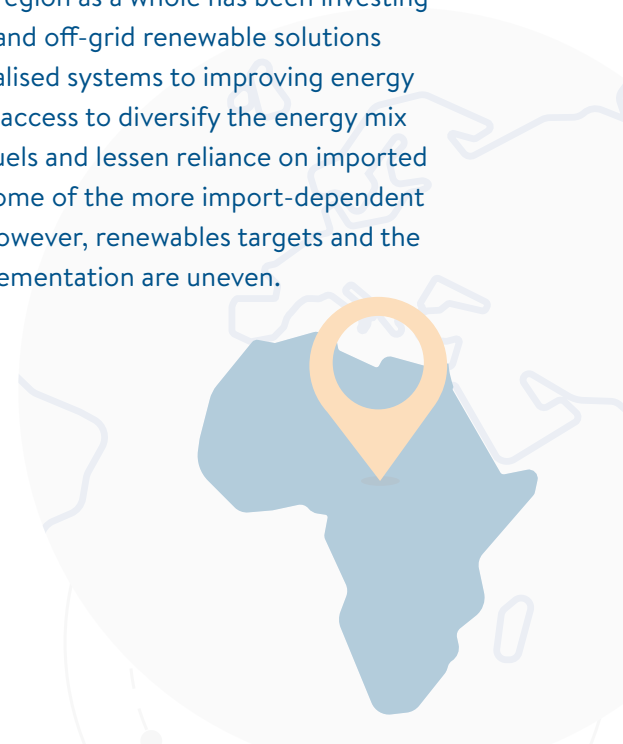 region as a whole has been investing
and off-grid renewable solutions
alised systems to improving energy
access to diversify the energy mix
uels and lessen reliance on imported
ome of the more import-dependent
owever, renewables targets and the
ementation are uneven.